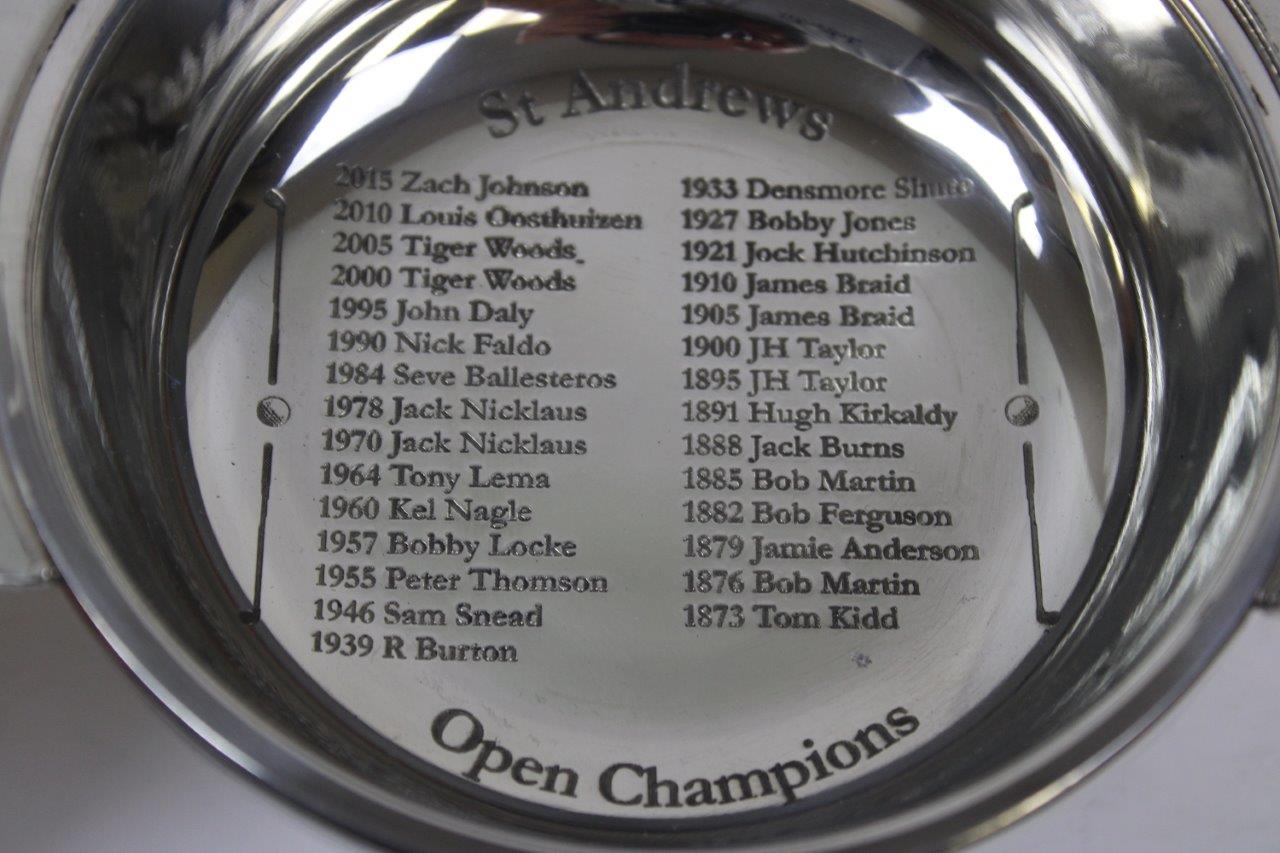 St Andrews
2015 Zach Johnson
2010 Louis Oosthuizen
2005 Tiger Woods
2000 Tiger Woods
1995 John Daly
1990 Nick Faldo
1984 Seve Ballesteros
1978 Jack Nicklaus
1970 Jack Nicklaus
1964 Tony Lema
1960 Kel Nagle
1957 Bobby Locke
1955 Peter Thomson
1946 Sam Snead
1939 R Burton
1933 Densmore Shute
1927 Bobby Jones
1921 Jock Hutchinson
1910 James Braid
1905 James Braid
1900 JH Taylor
1895 JH Taylor
1891 Hugh Kirkaldy
1888 Jack Burns
1885 Bob Martin
1882 Bob Ferguson
1879 Jamie Anderson
1876 Bob Martin
1873 Tom Kidd
Open Champions